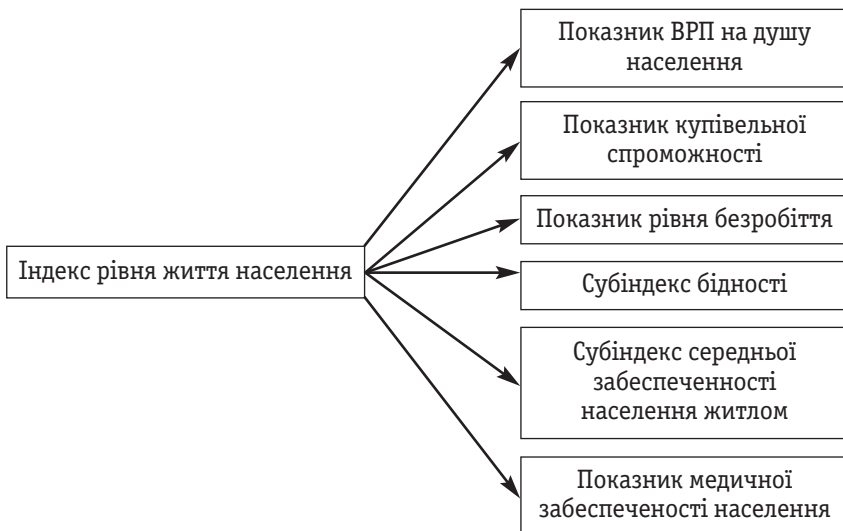 Показник ВРП на душу
населення
Показник купівельної
спроможності
Показник рівня безробіття
Індекс рівня життя населення
Субіндекс бідності
Субіндекс середньої
забеспеченності
населення житлом
Показник медичної
забеспеченості населення